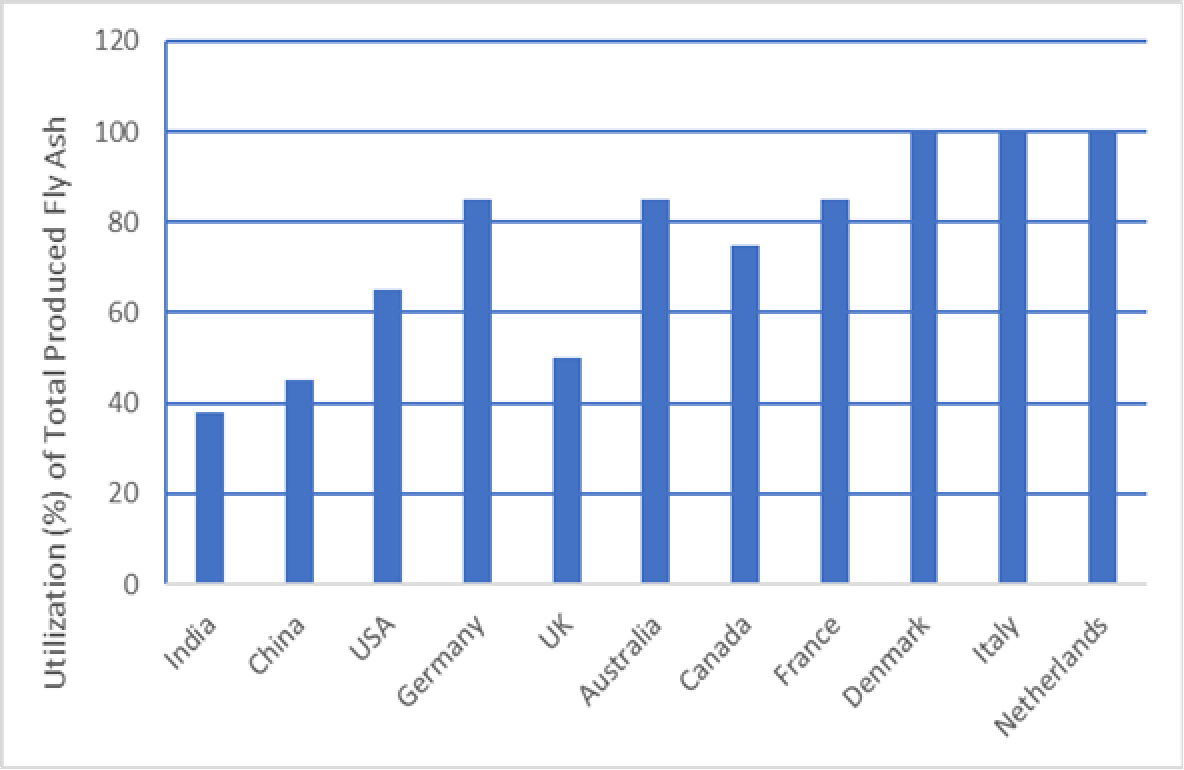 Utilization (%) of Total Produced Fly Ash
120
100
80
60
40
20
0
India
China
USA
Germany
UK
Australia
Canada
France
Denmark
Italy
Netherlands